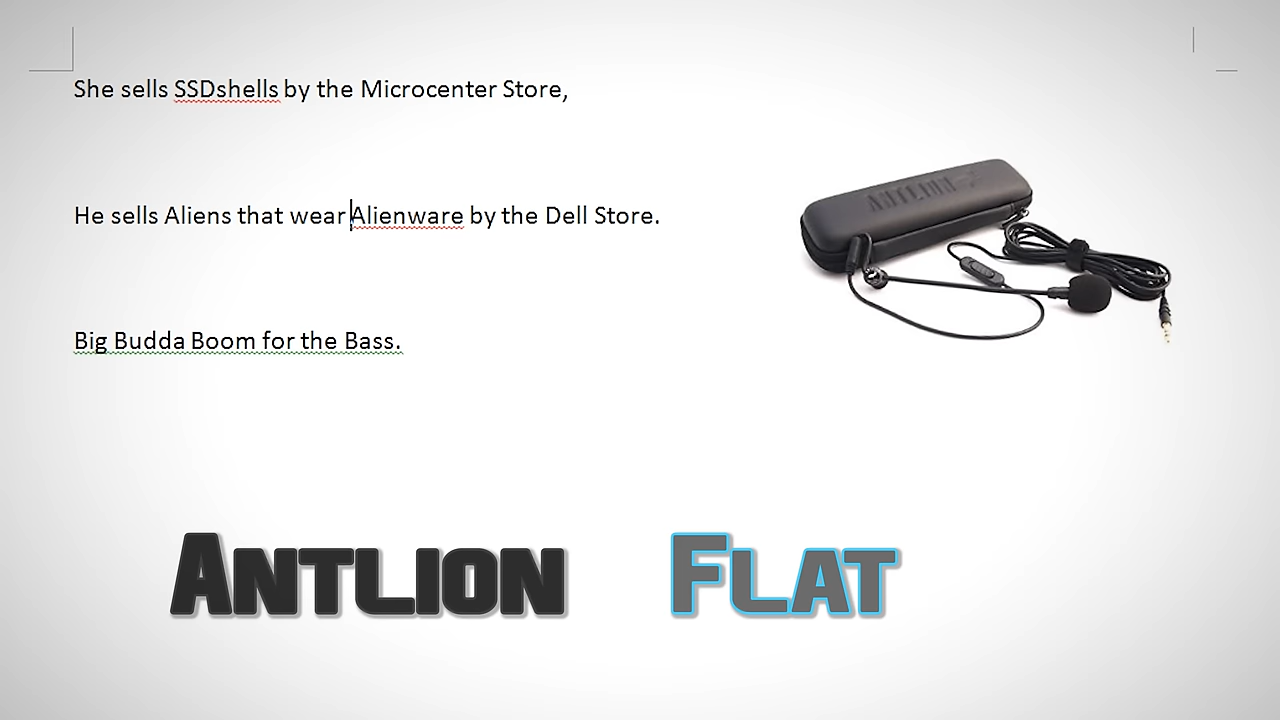 She sells SSDshells by the Microcenter Store,
He sells Aliens that wear Alienware by the Dell Store.
ANTLION
Big Budda Boom for the Bass.
ANTLION FLAT